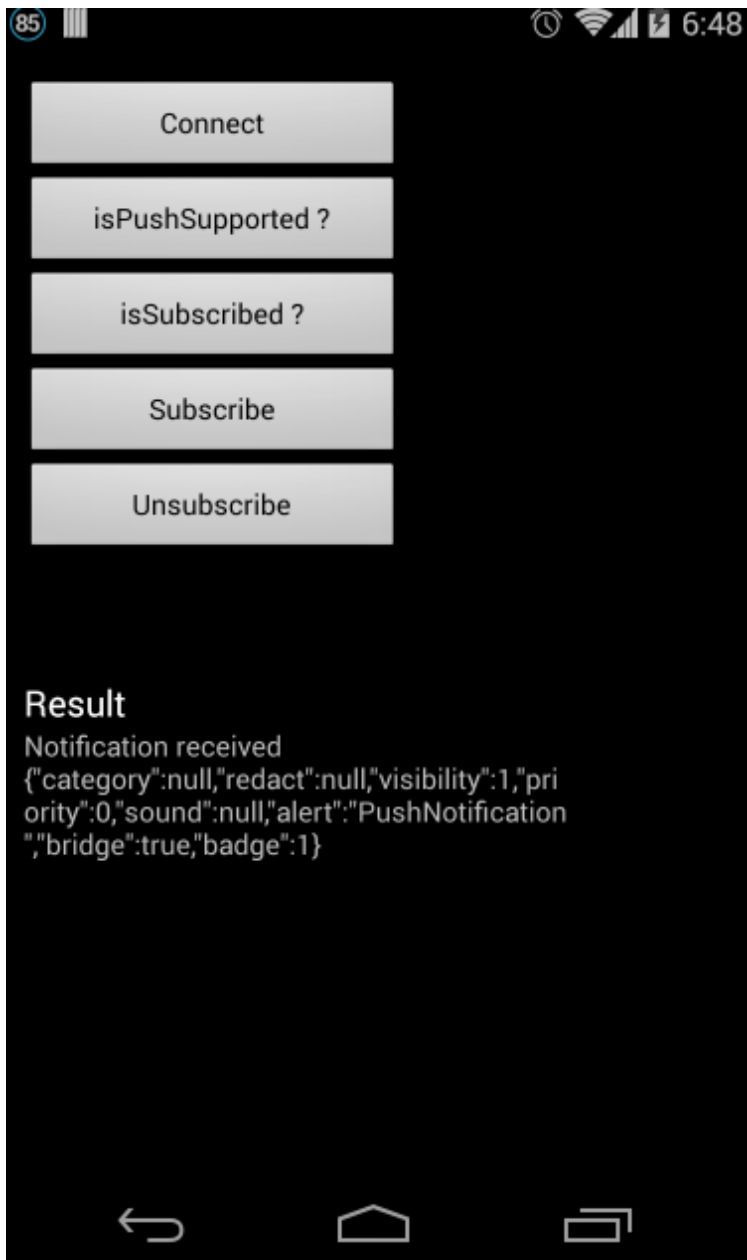 85 6:48
Connect
isPushSupported ?
isSubscribed ?
Subscribe
Unsubscribe
Result
Notification received
{"category":null,"redact":null,"visibility":1,"pri
ority":0,"sound":null,"alert":"PushNotification
","bridge":true,"badge":1}